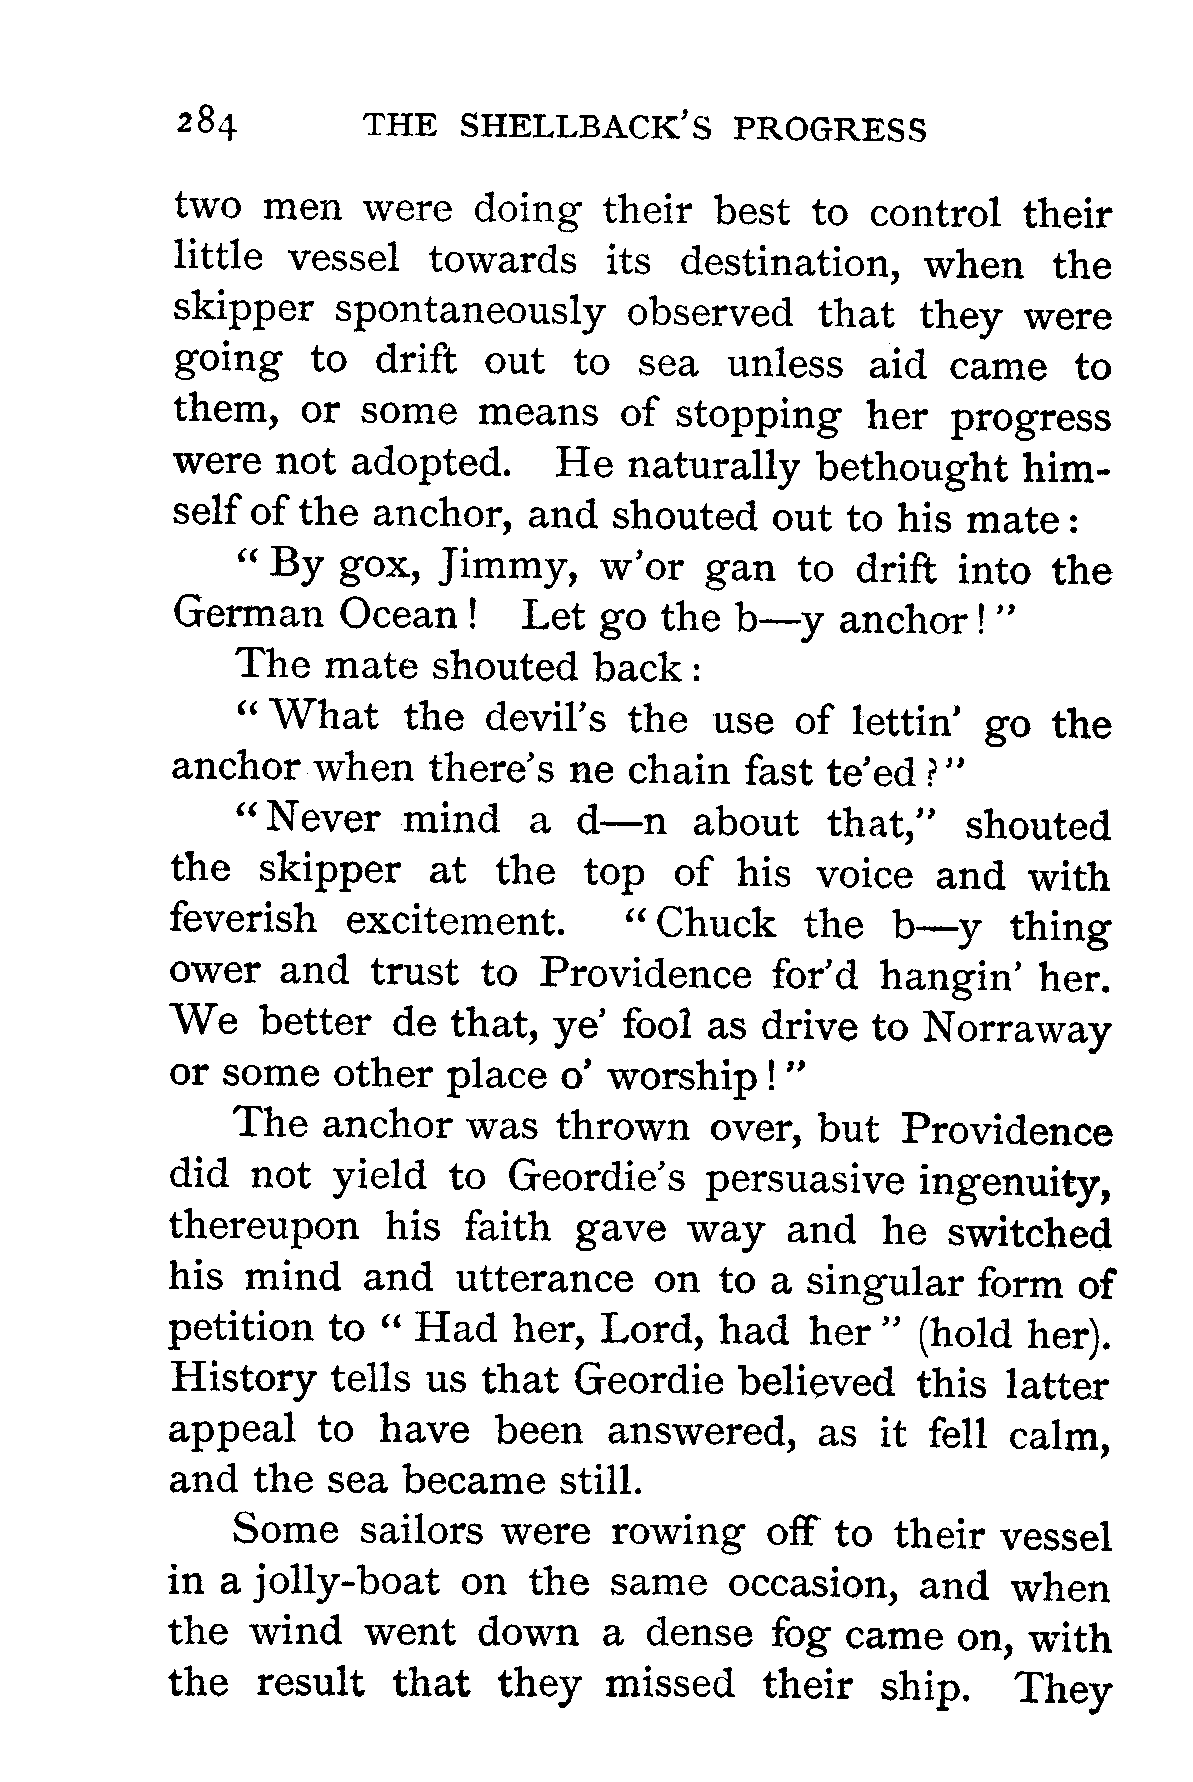 284 THE SHELLBACK'S PROGRESS
two men were doing their best to control their
little vessel towards its destination, when the
skipper spontaneously observed that they were
going to drift out to sea unless aid came to
them, or some means of stopping her progress
were not adopted. He naturally bethought him-
self of the anchor, and shouted out to his mate :
“ By gox, Jimmy, w'or gan to drift into the
German Ocean ! Let go the b—y anchor ! ”
The mate shouted back :
“ What the devil's the use of lettin' go the
anchor when there's ne chain fast te'ed ? ”
“ Never mind a d—n about that,” shouted
the skipper at the top of his voice and with
feverish excitement. “ Chuck the b—y thing
ower and trust to Providence for'd hangin' her.
We better de that, ye' fool as drive to Norraway
or some other place o' worship ! ”
The anchor was thrown over, but Providence
did not yield to Geordie's persuasive ingenuity,
thereupon his faith gave way and he switched
his mind and utterance on to a singular form of
petition to “ Had her, Lord, had her ” (hold her).
History tells us that Geordie believed this latter
appeal to have been answered, as it fell calm,
and the sea became still.
Some sailors were rowing off to their vessel
in a jolly-boat on the same occasion, and when
the wind went down a dense fog came on, with
the result that they missed their ship. They